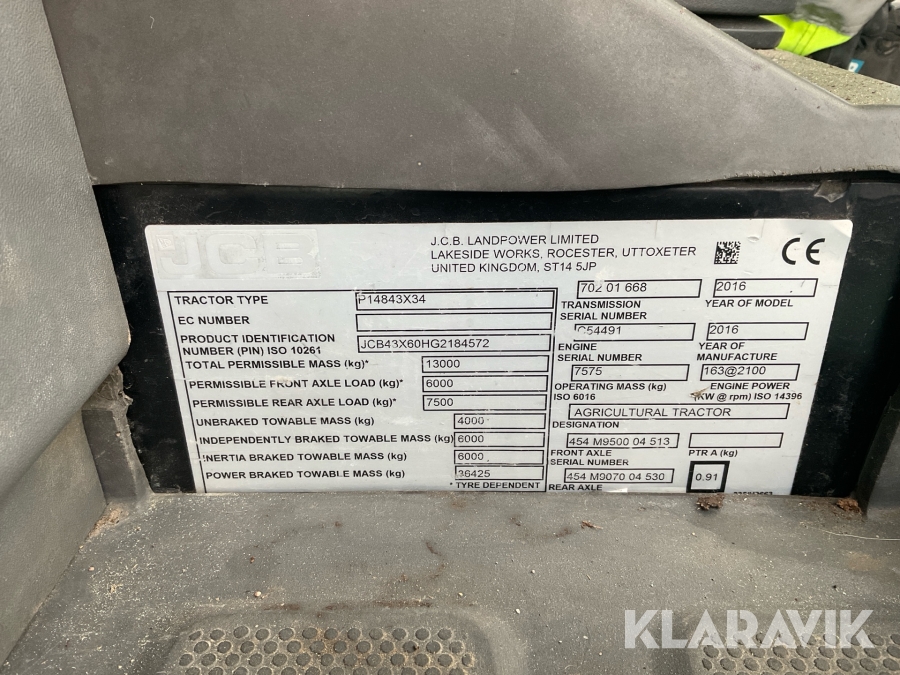 JCB
J.C.B. LANDPOWER LIMITED
LAKESIDE WORKS, ROCESTER, UTTOXETER
UNITED KINGDOM, ST14 5JP
CE
TRACTOR TYPE P14843X34
EC NUMBER
PRODUCT IDENTIFICATION
NUMBER (PIN) ISO 10261 JCB43X60HG2184572
TOTAL PERMISSIBLE MASS (kg)* 13000
PERMISSIBLE FRONT AXLE LOAD (kg)* 6000
PERMISSIBLE REAR AXLE LOAD (kg)* 7500
UNBRAKED TOWABLE MASS (kg) 4000
INDEPENDENTLY BRAKED TOWABLE MASS (kg) 6000
INERTIA BRAKED TOWABLE MASS (kg) 6000
POWER BRAKED TOWABLE MASS (kg) 36425
* TYRE DEPENDENT
702 01 668
TRANSMISSION
SERIAL NUMBER
C54491
ENGINE
SERIAL NUMBER
7575
OPERATING MASS (kg)
ISO 6016
2016
YEAR OF MODEL
2016
YEAR OF
MANUFACTURE
163@2100
ENGINE POWER
(KW @ rpm) ISO 14396
AGRICULTURAL TRACTOR
DESIGNATION
454 M9500 04 513
FRONT AXLE
SERIAL NUMBER
PTR A (kg)
454 M9070 04 530
REAR AXLE
0.91
KLARAVIK